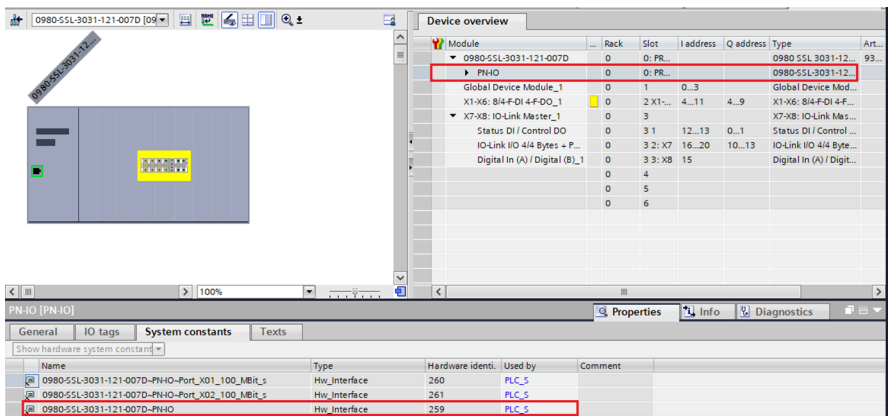 0980-SSL-3031-121-007D [09
Device overview
Module ... Rack Slot I address Q address Type Art...
0980-SSL-3031-121-007D 0 0: PR... 0980 SSL 3031-12... 93...
PN-IO 0 0: PR... 0980-SSL-3031-12...
Global Device Module_1 0 1 0...3 Global Device Mod...
X1-X6: 8/4-F-DI 4-F-DO_1 0 2 X1-... 4...11 4...9 X1-X6: 8/4-F-DI 4-F...
X7-X8: IO-Link Master_1 0 3 X7-X8: IO-Link Mas...
Status DI / Control DO 0 3 1 12...13 0...1 Status DI / Control ...
IO-Link I/O 4/4 Bytes + P... 0 3 2: X7 16...20 10...13 IO-Link I/O 4/4 Byte...
Digital In (A) / Digital (B)_1 0 3 3: X8 15 Digital In (A) / Digit...
0 4
0 5
0 6
0980-SSL-3031-12...
100%
PN-IO [PN-IO]
Properties Info Diagnostics
General IO tags System constants Texts
Show hardware system constant
Name Type Hardware identi. Used by Comment
0980-SSL-3031-121-007D~PN-IO~Port_X01_100_MBit_s Hw_Interface 260 PLC_S
0980-SSL-3031-121-007D~PN-IO~Port_X02_100_MBit_s Hw_Interface 261 PLC_S
0980-SSL-3031-121-007D~PN-IO Hw_Interface 259 PLC_S